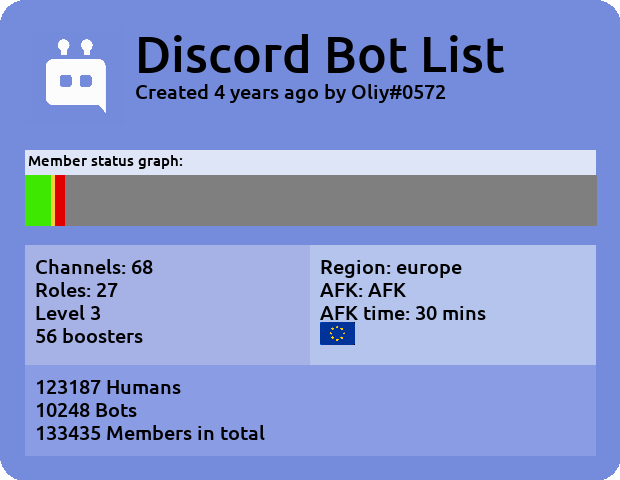 Discord Bot List
Created 4 years ago by Oliy#0572
Member status graph:
Channels: 68
Roles: 27
Level 3
56 boosters
Region: europe
AFK: AFK
AFK time: 30 mins
123187 Humans
10248 Bots
133435 Members in total